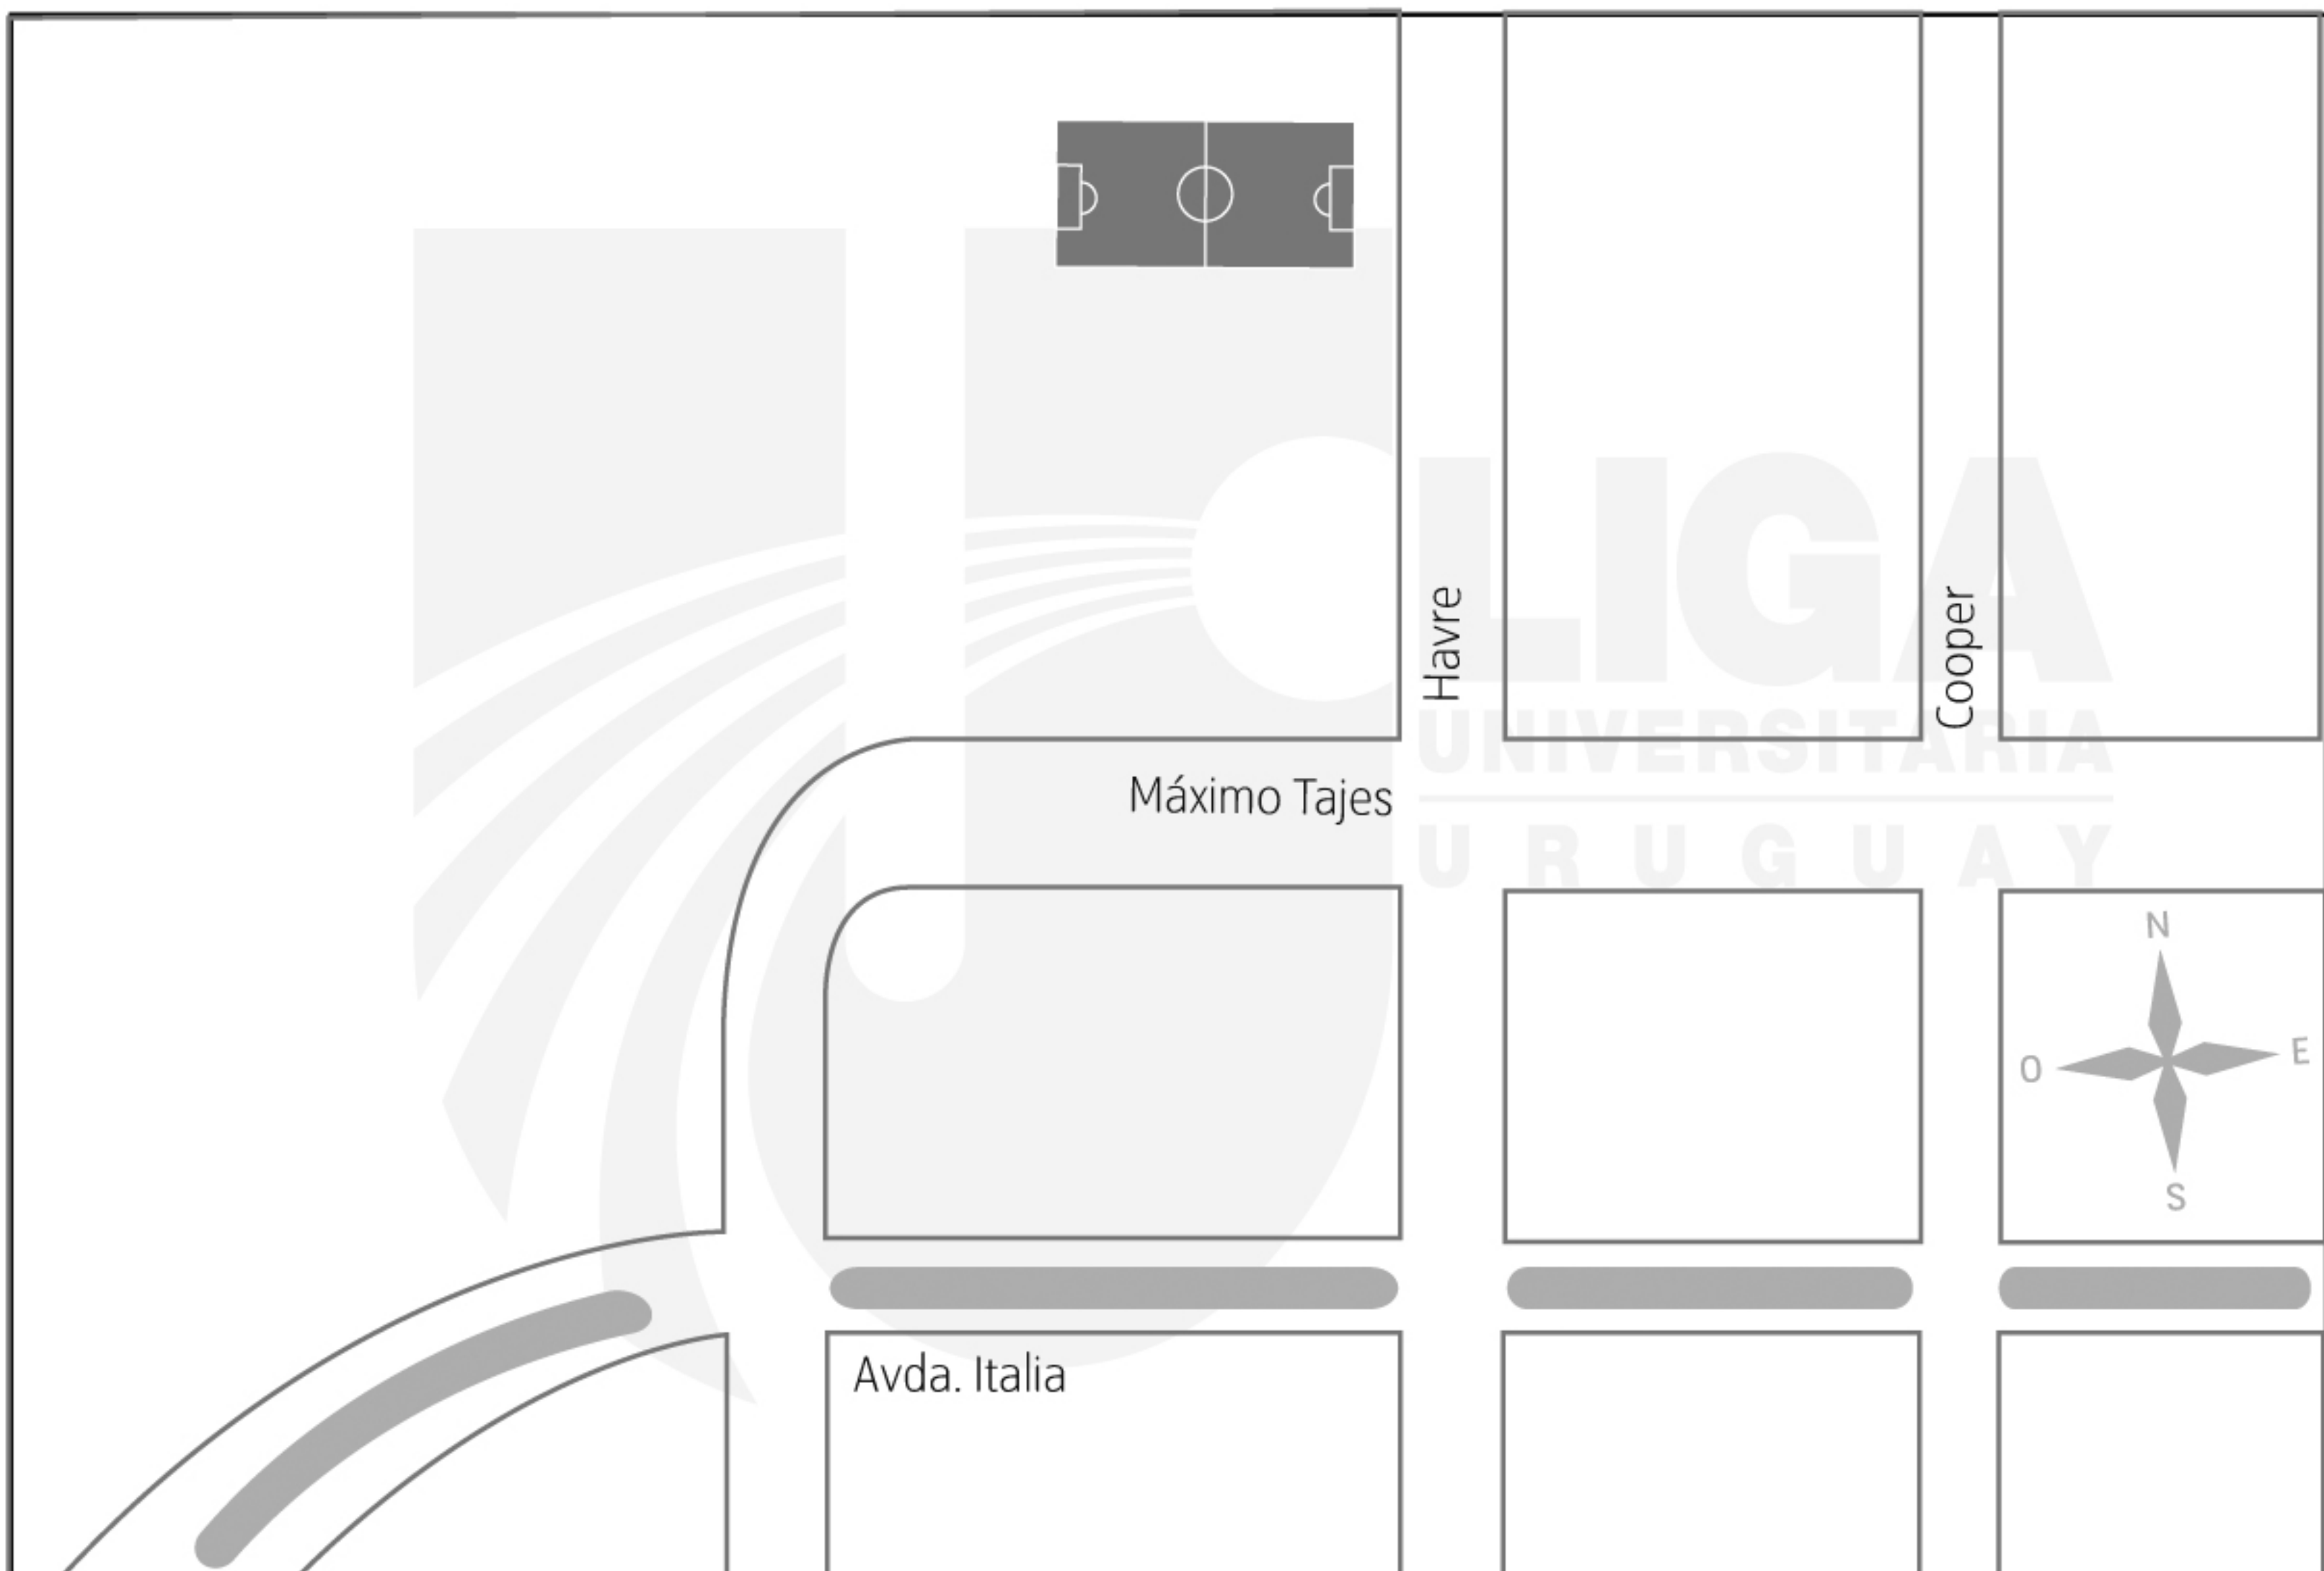 Havre
Cooper
LIGA
UNIVERSITARIA
URUGUAY
Máximo Tajes
N
O
E
S
Avda. Italia